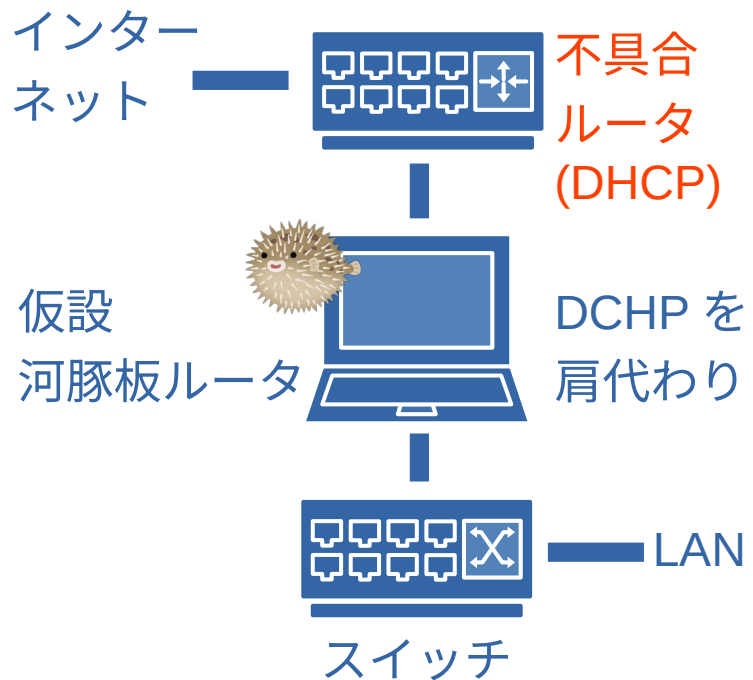 インター
ネット
不具合
ルータ
(DHCP)
仮設
河豚板ルータ
DCHP を
肩代わり
LAN
スイッチ